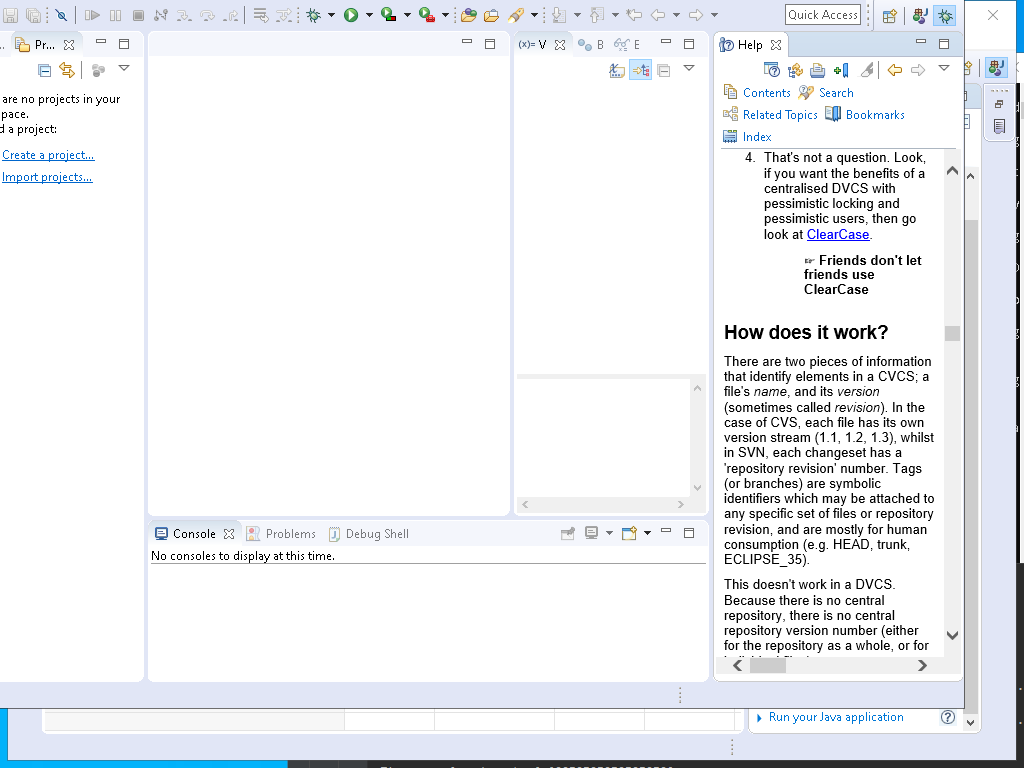 Quick Access
Pr...
(x)= V
B
E
Help
are no projects in your
pace.
d a project:
Create a project...
Import projects...
Contents
Search
Related Topics
Bookmarks
Index
4. That's not a question. Look,
if you want the benefits of a
centralised DVCS with
pessimistic locking and
pessimistic users, then go
look at ClearCase.
☞ Friends don't let
friends use
ClearCase
How does it work?
There are two pieces of information
that identify elements in a CVCS; a
file's name, and its version
(sometimes called revision). In the
case of CVS, each file has its own
version stream (1.1, 1.2, 1.3), whilst
in SVN, each changeset has a
'repository revision' number. Tags
(or branches) are symbolic
identifiers which may be attached to
any specific set of files or repository
revision, and are mostly for human
consumption (e.g. HEAD, trunk,
ECLIPSE_35).
This doesn't work in a DVCS.
Because there is no central
repository, there is no central
repository version number (either
for the repository as a whole, or for
Console
Problems
Debug Shell
No consoles to display at this time.
Run your Java application